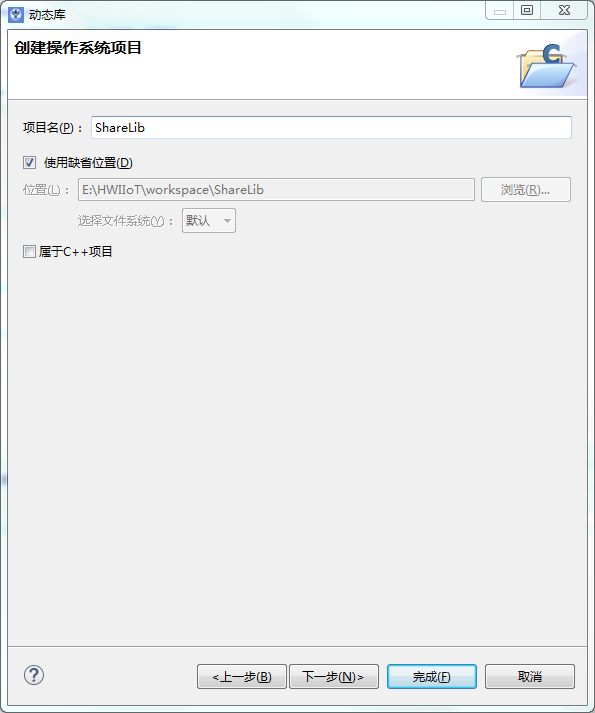 动态库
创建操作系统项目
项目名(P)： ShareLib
使用缺省位置(D)
位置(L)： E:\HWIIoT\workspace\ShareLib 浏览(R)...
选择文件系统(Y)： 默认
属于C++项目
<上一步(B) 下一步(N)> 完成(F) 取消